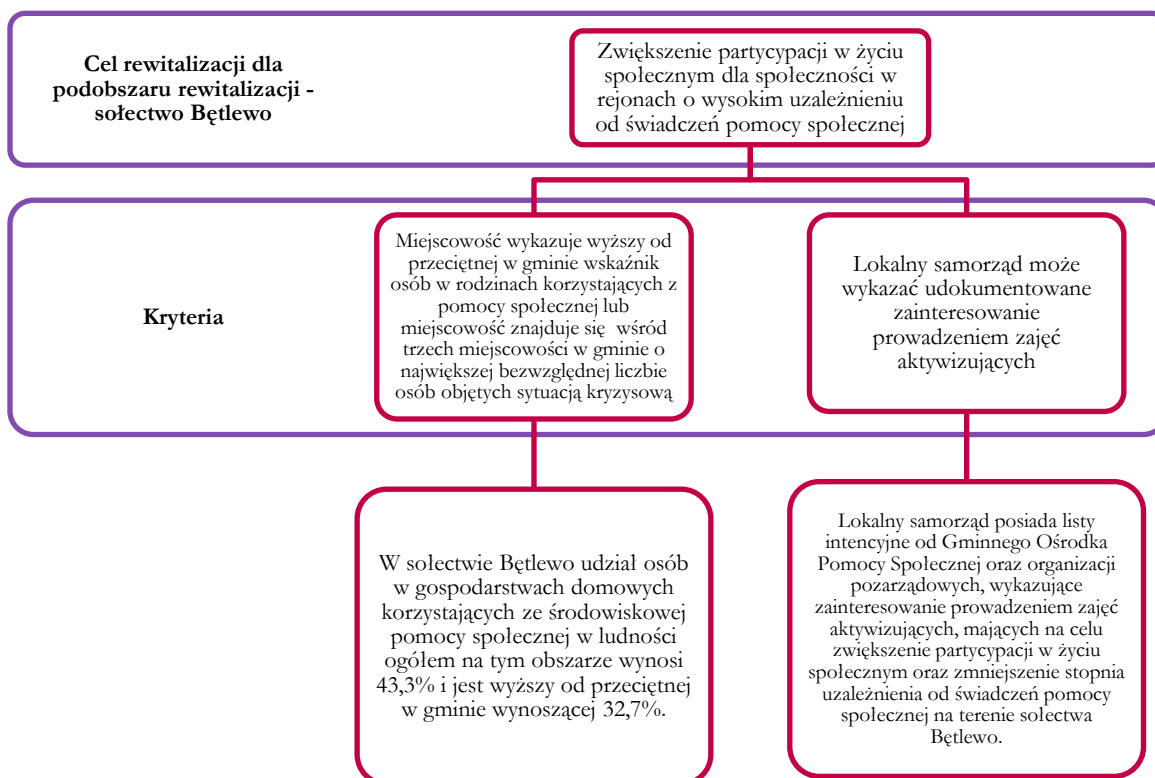 Cel rewitalizacji dla
podobszaru rewitalizacji -
sołectwo Bętlewo
Zwiększenie partycypacji w życiu
społecznym dla społeczności w
rejonach o wysokim uzależnieniu
od świadczeń pomocy społecznej
Kryteria
Miejscowość wykazuje wyższy od
przeciętnej w gminie wskaźnik
osób w rodzinach korzystających z
pomocy społecznej lub
miejscowość znajduje się wśród
trzech miejscowości w gminie o
największej bezwzględnej liczbie
osób objętych sytuacją kryzysową
Lokalny samorząd może
wykazać udokumentowane
zainteresowanie
prowadzeniem zajęć
aktywizujących
W sołectwie Bętlewo udział osób
w gospodarstwach domowych
korzystających ze środowiskowej
pomocy społecznej w ludności
ogółem na tym obszarze wynosi
43,3% i jest wyższy od przeciętnej
w gminie wynoszącej 32,7%.
Lokalny samorząd posiada listy
intencyjne od Gminnego Ośrodka
Pomocy Społecznej oraz organizacji
pozarządowych, wykazujące
zainteresowanie prowadzeniem zajęć
aktywizujących, mających na celu
zwiększenie partycypacji w życiu
społecznym oraz zmniejszenie stopnia
uzależnienia od świadczeń pomocy
społecznej na terenie sołectwa
Bętlewo.